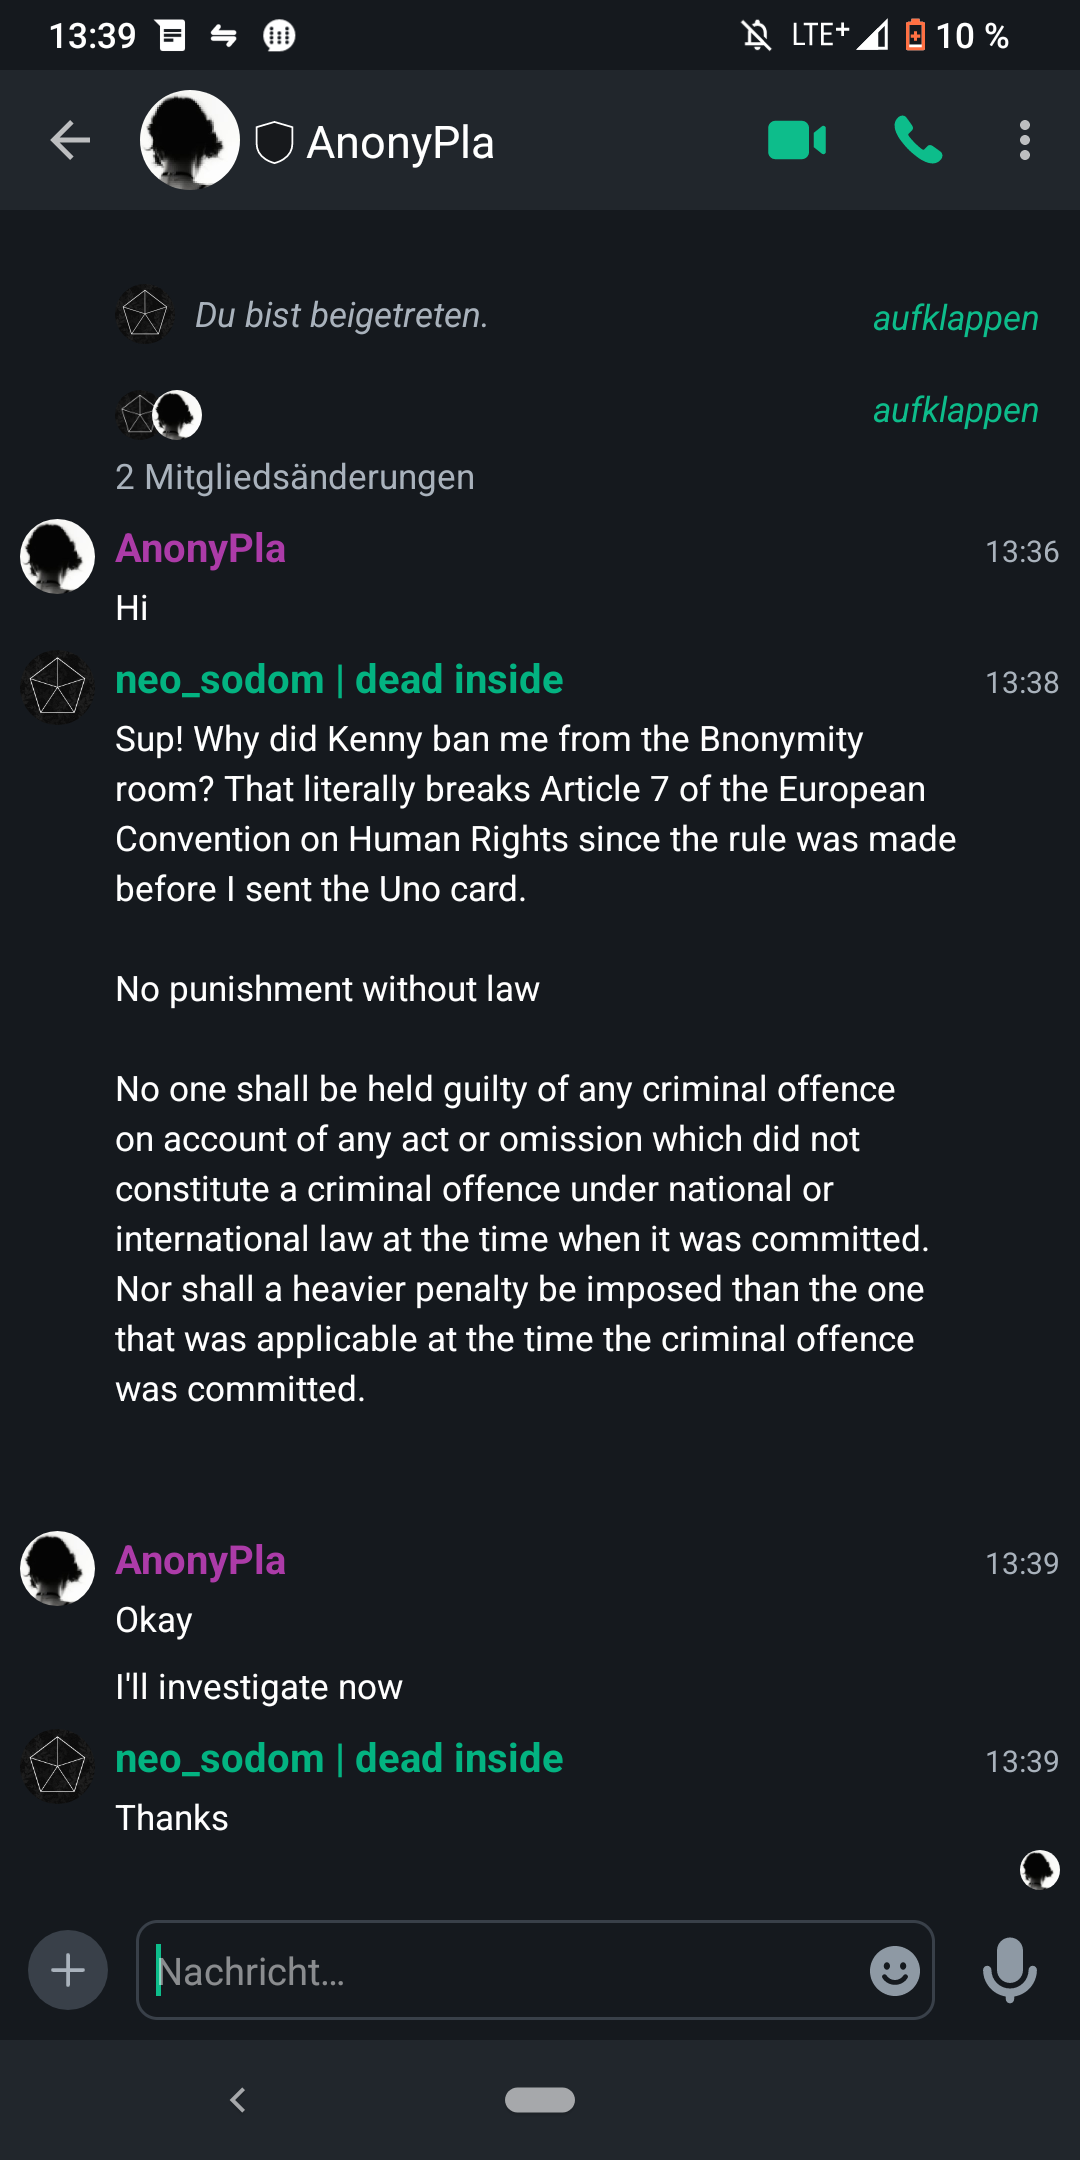 13:39
LTE+ 10 %
AnonyPla
Du bist beigetreten.
aufklappen
aufklappen
2 Mitgliedsänderungen
AnonyPla
13:36
Hi
neo_sodom | dead inside
13:38
Sup! Why did Kenny ban me from the Bnonymity
room? That literally breaks Article 7 of the European
Convention on Human Rights since the rule was made
before I sent the Uno card.
No punishment without law
No one shall be held guilty of any criminal offence
on account of any act or omission which did not
constitute a criminal offence under national or
international law at the time when it was committed.
Nor shall a heavier penalty be imposed than the one
that was applicable at the time the criminal offence
was committed.
AnonyPla
13:39
Okay
I'll investigate now
neo_sodom | dead inside
13:39
Thanks
Nachricht…